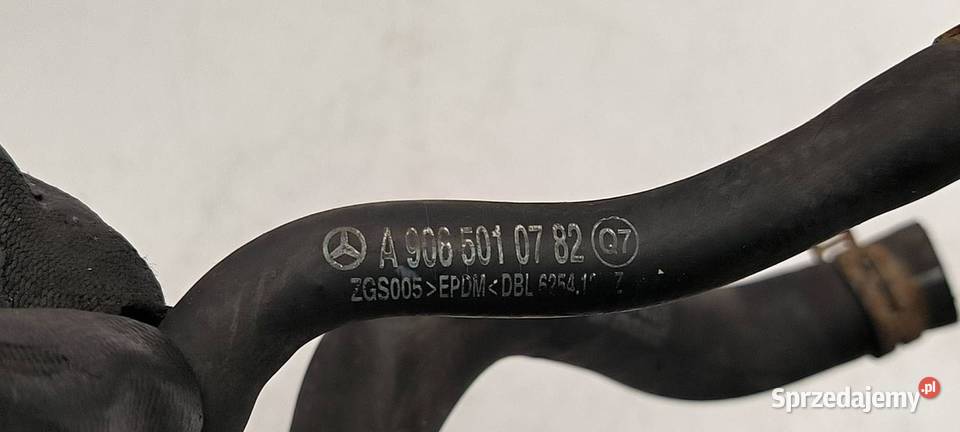 A 906 501 07 82 Q7
ZGS005 >EPDM< DBL
Sprzedajemy.pl